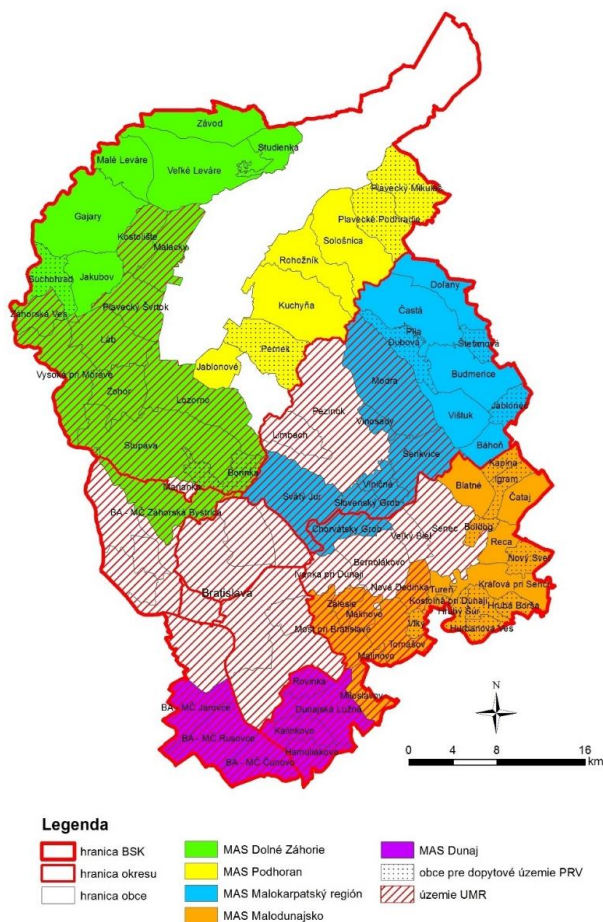 Závod
Studienka
Malé Leváre
Veľké Leváre
Plavecký Mikuláš
Gajary
Plavecké Podhradie
Kostolište
Malacky
Sološnica
Rohožník
Suchohrad
Jakubov
Doľany
Záhorská Ves
Plavecký Štvrtok
Kuchyňa
Častá
Píla
Dubová
Štefanová
Láb
Pernek
Budmerice
Vysoká pri Morave
Jablonové
Modra
Zohor
Lozorno
Pezinok
Vištuk
Jablonec
Vinosady
Limbach
Stupava
Šenkvice
Báhoň
Borinka
Kaplna
Marianka
Viničné
Blatné
Igram
Svätý Jur
Slovenský Grob
Čataj
BA - MČ Záhorská Bystrica
Chorvátsky Grob
Senec
Boldog
Veľký Biel
Reca
Bernolákovo
Nový Svet
Ivanka pri Dunaji
Nová Dedinka
Tureň
Kráľová pri Senci
Bratislava
Zálesie
Kostolná pri Dunaji
Hrubá Borša
Hrubý Šúr
Most pri Bratislave
Vlky
Hurbanova Ves
Tomášov
Malinovo
Rovinka
Miloslavov
BA - MČ Jarovce
Dunajská Lužná
Kalinkovo
BA - MČ Rusovce
Hamuliakovo
BA - MČ Čunovo
N
0 4 8 16
km
Legenda
hranica BSK
hranica okresu
hranica obce
MAS Dolné Záhorie
MAS Podhoran
MAS Malokarpatský región
MAS Malodunajsko
MAS Dunaj
obce pre dopytové územie PRV
územie UMR